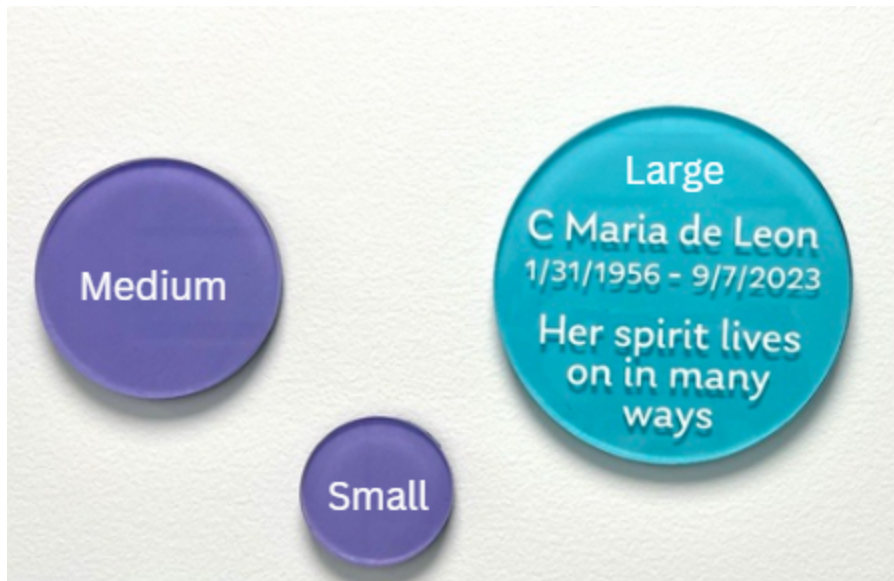 Medium
Small
Large
C Maria de Leon
1/31/1956 - 9/7/2023
Her spirit lives
on in many
ways